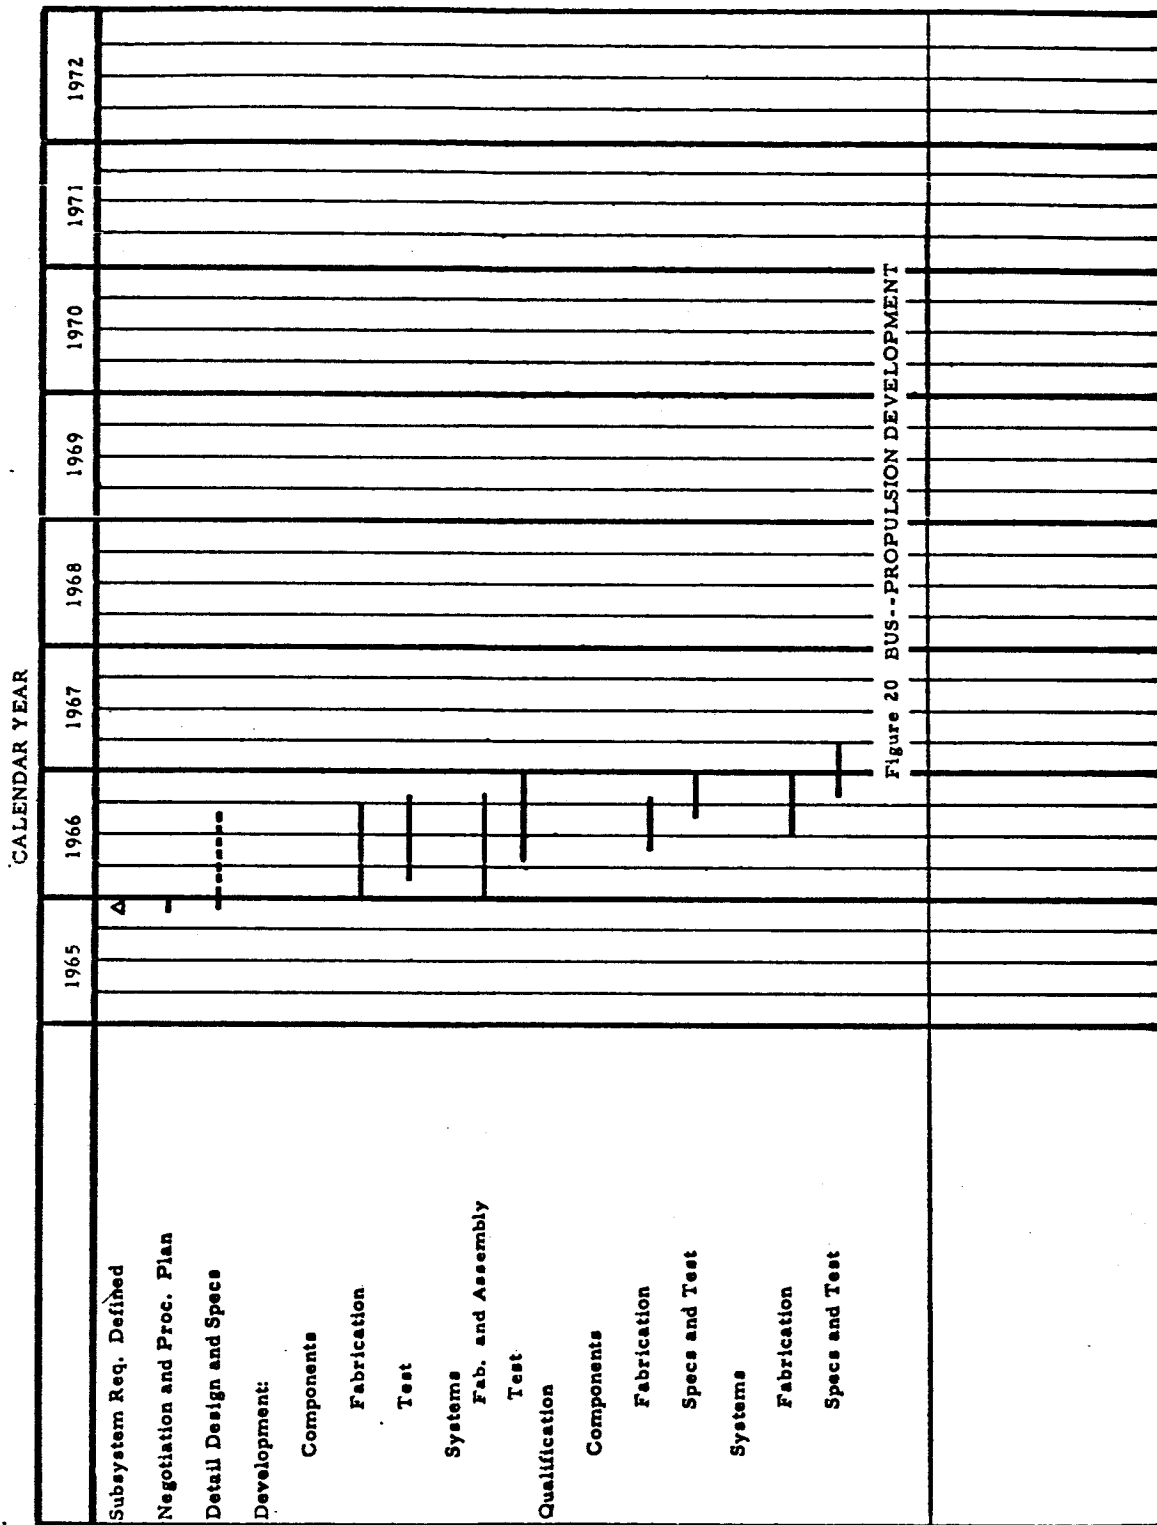 CALENDAR YEAR
1965 1966 1967 1968 1969 1970 1971 1972
Subsystem Req. Defined
Negotiation and Proc. Plan
Detail Design and Specs
Development:
Components
Fabrication
Test
Systems
Fab. and Assembly
Test
Qualification
Components
Fabrication
Specs and Test
Systems
Fabrication
Specs and Test
Figure 20 BUS--PROPULSION DEVELOPMENT